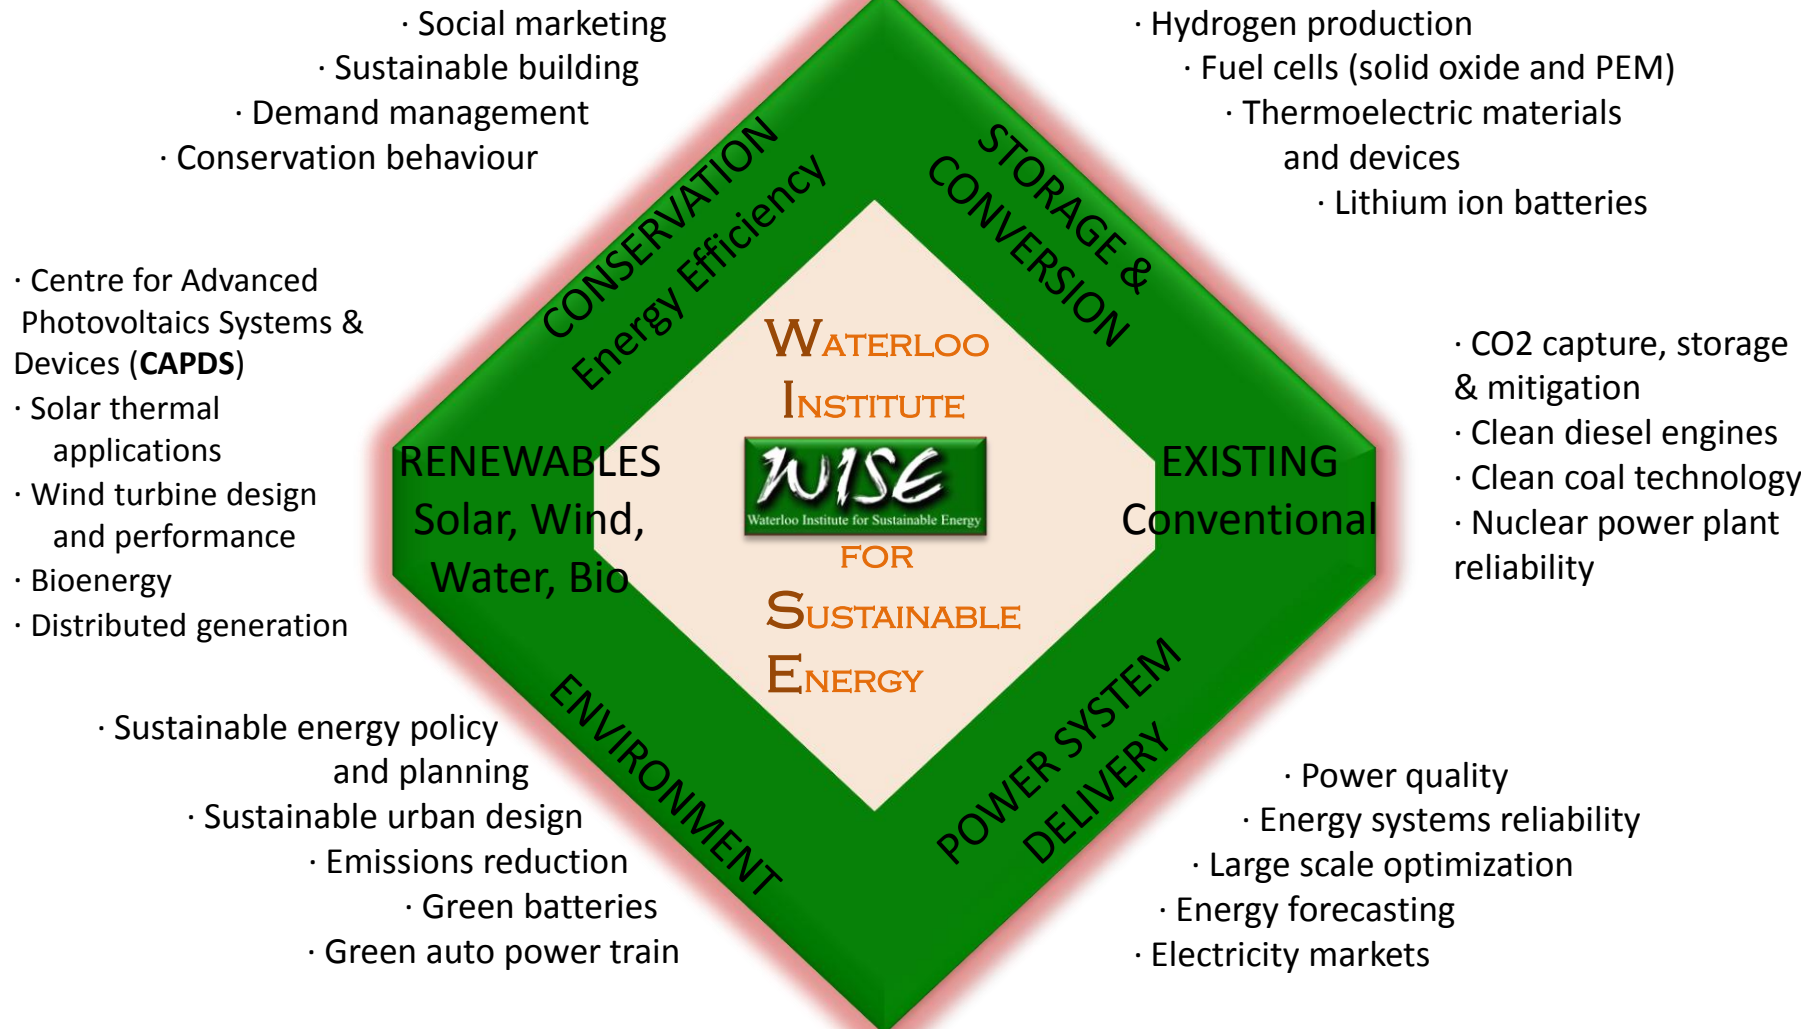 · Social marketing
· Sustainable building
· Demand management
· Conservation behaviour
· Hydrogen production
· Fuel cells (solid oxide and PEM)
· Thermoelectric materials
and devices
· Lithium ion batteries
CONSERVATION
Energy Efficiency
STORAGE &
CONVERSION
· Centre for Advanced
Photovoltaics Systems &
Devices (CAPDS)
· Solar thermal
applications
· Wind turbine design
and performance
· Bioenergy
· Distributed generation
RENEWABLES
Solar, Wind,
Water, Bio
WATERLOO
INSTITUTE
WISE
Waterloo Institute for Sustainable Energy
FOR
SUSTAINABLE
ENERGY
EXISTING
Conventional
· CO2 capture, storage
& mitigation
· Clean diesel engines
· Clean coal technology
· Nuclear power plant
reliability
ENVIRONMENT
POWER SYSTEM
DELIVERY
· Sustainable energy policy
and planning
· Sustainable urban design
· Emissions reduction
· Green batteries
· Green auto power train
· Power quality
· Energy systems reliability
· Large scale optimization
· Energy forecasting
· Electricity markets